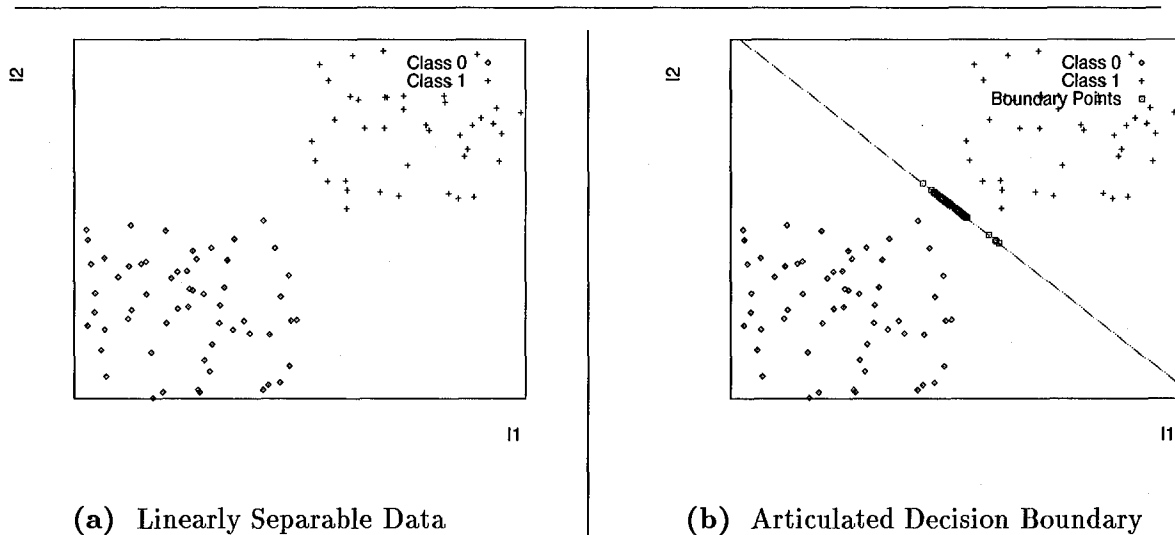 I2
Class 0
Class 1
I1
(a) Linearly Separable Data
I2
Class 0
Class 1
Boundary Points
I1
(b) Articulated Decision Boundary